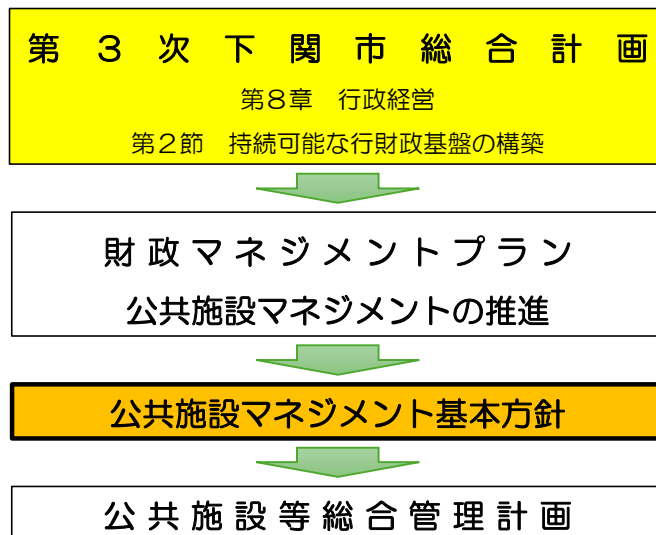 第３次下関市総合計画
第８章　行政経営
第２節　持続可能な行財政基盤の構築
財政マネジメントプラン
公共施設マネジメントの推進
公共施設マネジメント基本方針
公共施設等総合管理計画